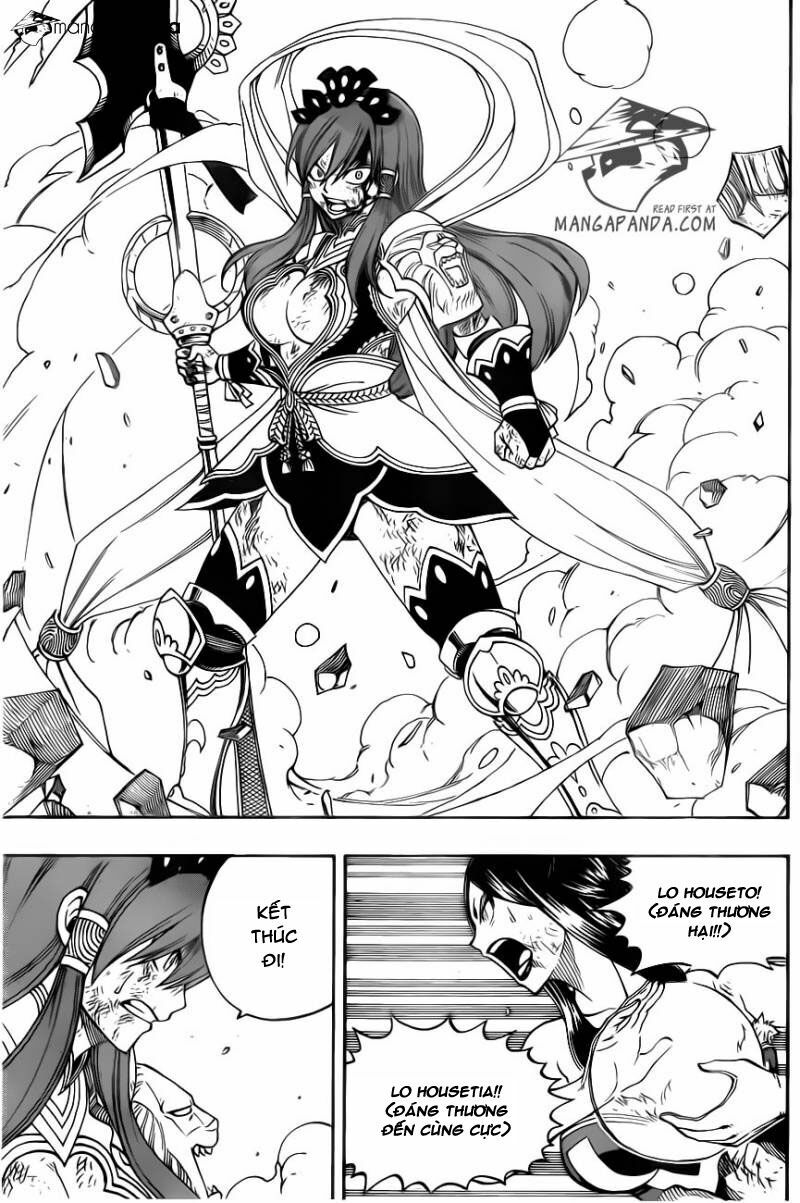 READ FIRST AT
MANGAPANDA.COM
KẾT
THÚC
ĐI!
LO HOUSETO!
(ĐÁNG THƯƠNG
HẠI!!)
LO HOUSETIA!!
(ĐÁNG THƯƠNG
ĐẾN CÙNG CỰC)